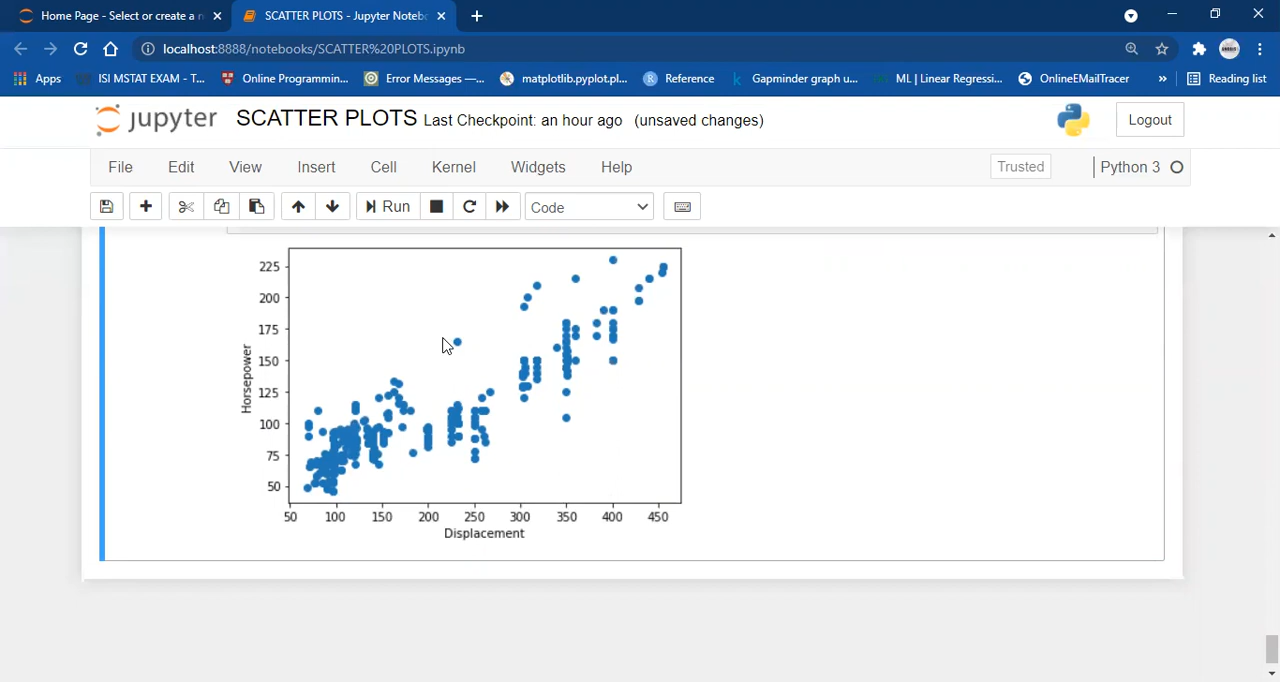 Home Page - Select or create a n
SCATTER PLOTS - Jupyter Notebo
localhost:8888/notebooks/SCATTER%20PLOTS.ipynb
Apps ISI MSTAT EXAM - T... Online Programmin... Error Messages —... matplotlib.pyplot.pl... Reference Gapminder graph u... ML | Linear Regressi... OnlineEMailTracer » Reading list
jupyter SCATTER PLOTS Last Checkpoint: an hour ago (unsaved changes) Logout
File Edit View Insert Cell Kernel Widgets Help Trusted Python 3
Run Code
225
200
175
150
125
100
75
50
Horsepower
50 100 150 200 250 300 350 400 450
Displacement